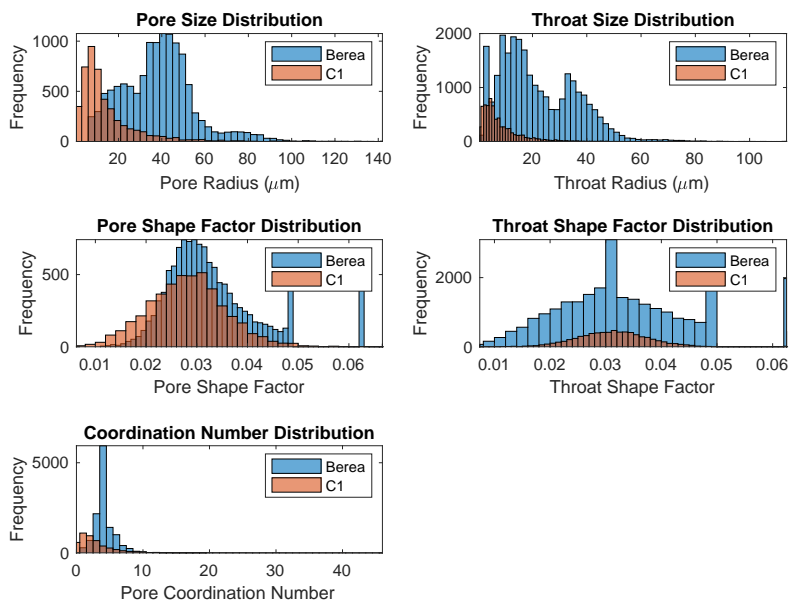 Pore Size Distribution
1000
500
0
Frequency
Berea
C1
20 40 60 80 100 120 140
Pore Radius (μm)
Throat Size Distribution
2000
1000
0
Frequency
Berea
C1
20 40 60 80 100
Throat Radius (μm)
Pore Shape Factor Distribution
500
0
Frequency
Berea
C1
0.01 0.02 0.03 0.04 0.05 0.06
Pore Shape Factor
Throat Shape Factor Distribution
2000
0
Frequency
Berea
C1
0.01 0.02 0.03 0.04 0.05 0.06
Throat Shape Factor
Coordination Number Distribution
5000
0
Frequency
Berea
C1
0 10 20 30 40
Pore Coordination Number